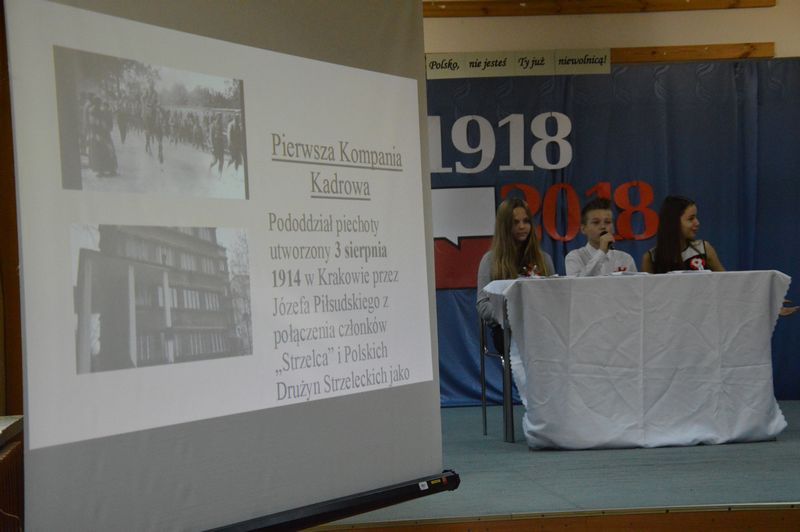 Pierwsza Kompania
Kadrowa
Pododdział piechoty
utworzony 3 sierpnia
1914 w Krakowie przez
Józefa Piłsudskiego z
połączenia członków
„Strzelca” i Polskich
Drużyn Strzeleckich jako
Polsko, nie jesteś Ty już niewolnicą!
1918
2018